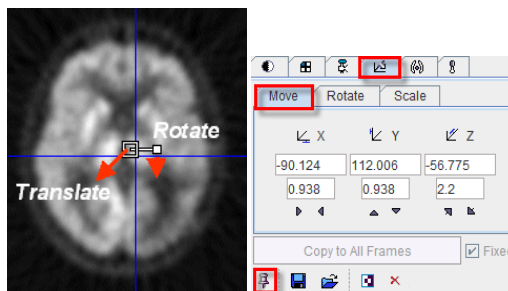 Rotate
Translate
Move Rotate Scale
X Y Z
-90.124 112.006 -56.775
0.938 0.938 2.2
Copy to All Frames Fixe